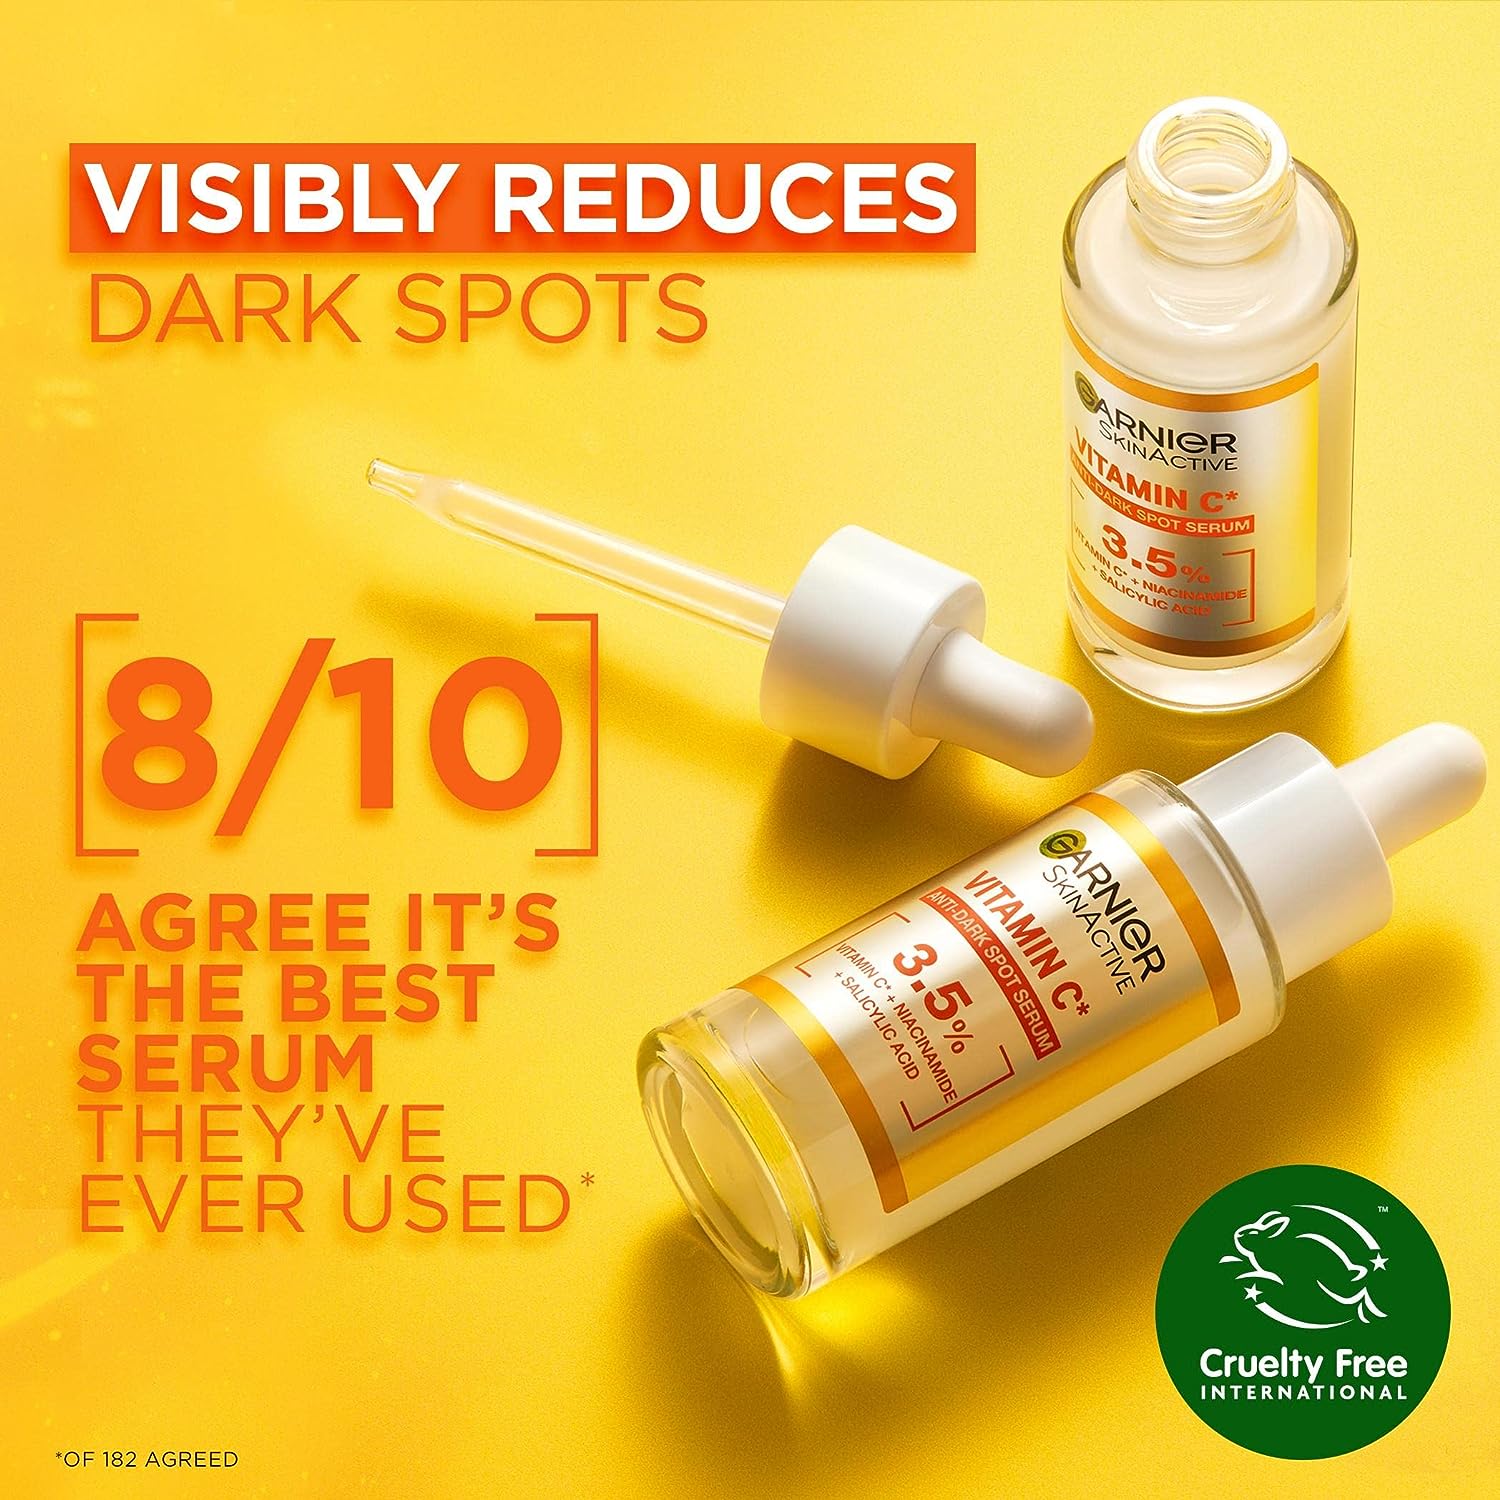 VISIBLY REDUCES
DARK SPOTS
8/10
AGREE IT'S
THE BEST
SERUM
THEY'VE
EVER USED*
*OF 182 AGREED
GARNIER
SKINACTIVE
VITAMIN C*
ANTI-DARK SPOT SERUM
3.5%
VITAMIN C* + NIACINAMIDE
+ SALICYLIC ACID
GARNIER
SKINACTIVE
VITAMIN C*
ANTI-DARK SPOT SERUM
3.5%
VITAMIN C* + NIACINAMIDE
+ SALICYLIC ACID
TM
Cruelty Free
INTERNATIONAL